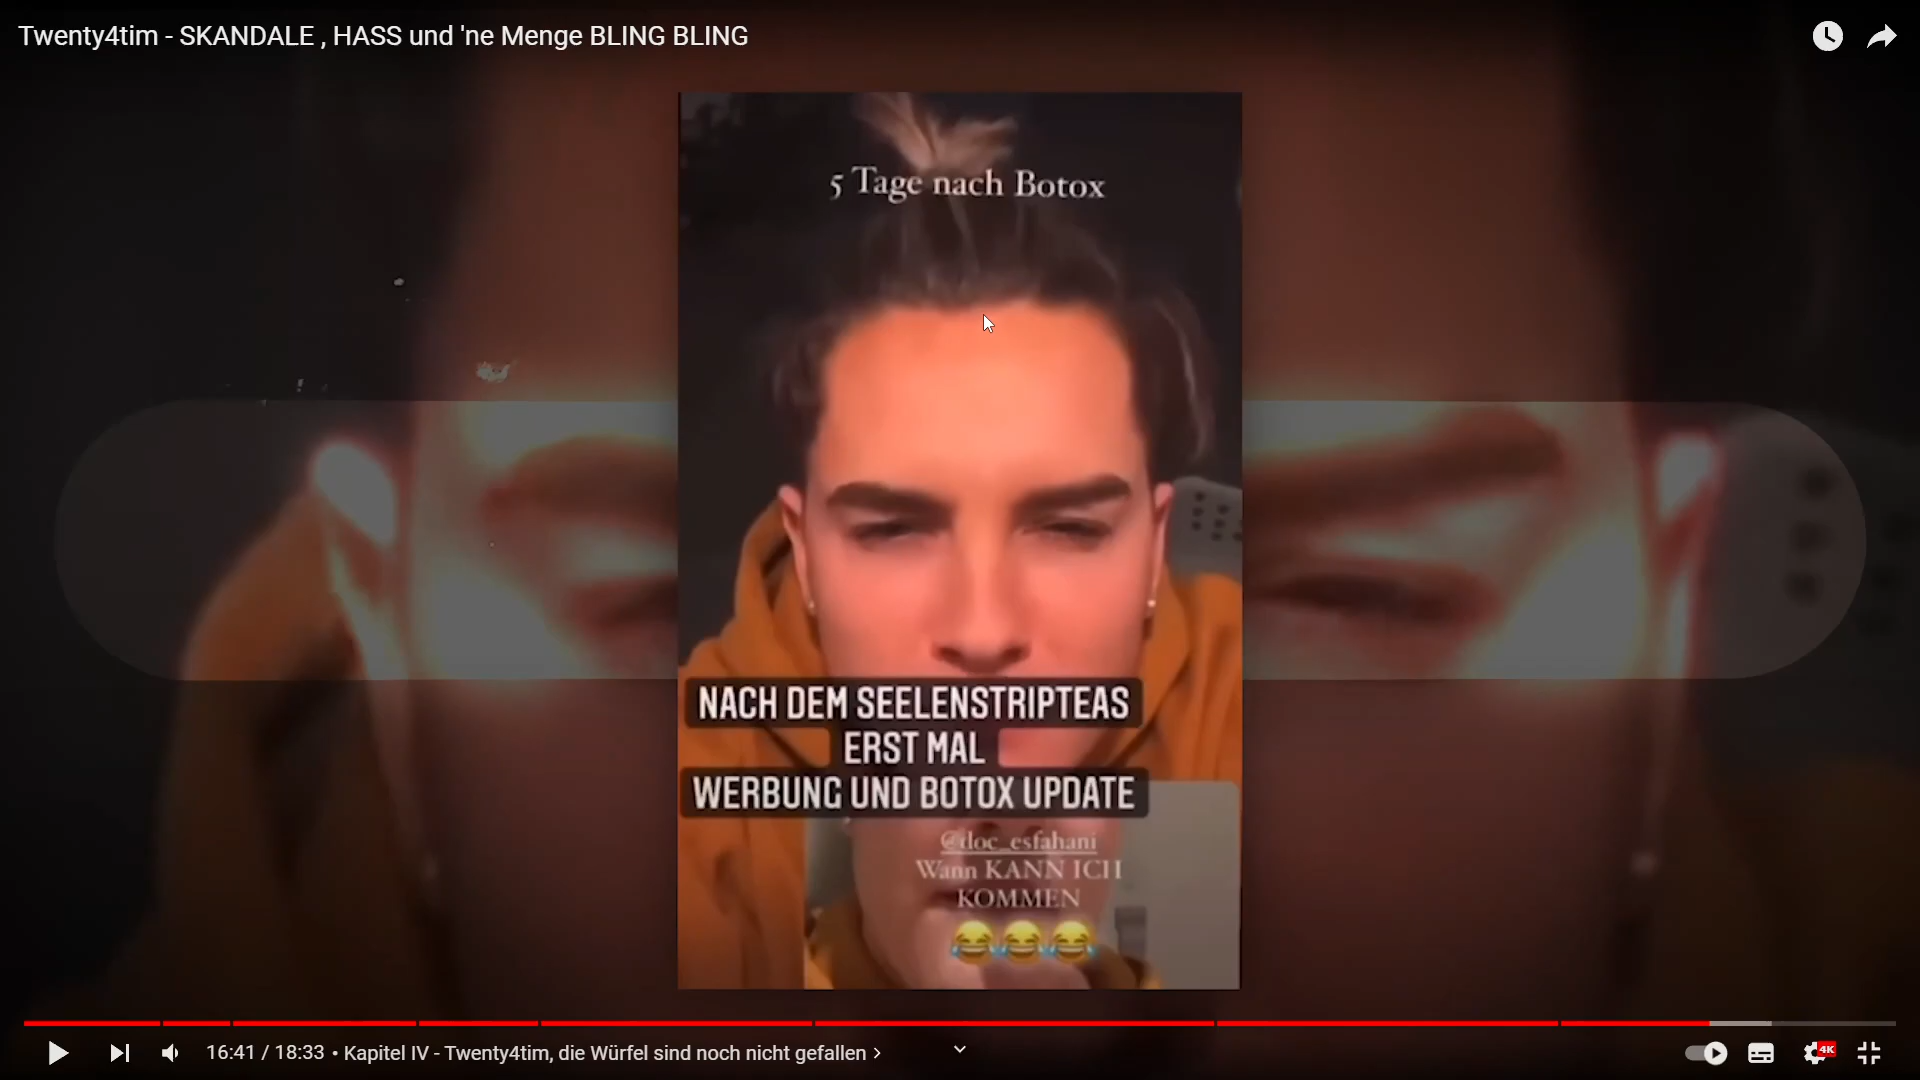 Twenty4tim - SKANDALE , HASS und 'ne Menge BLING BLING
5 Tage nach Botox
NACH DEM SEELENSTRIPTEAS
ERST MAL
WERBUNG UND BOTOX UPDATE
@doc_esfahani
Wann KANN ICH
KOMMEN
16:41 / 18:33 • Kapitel IV - Twenty4tim, die Würfel sind noch nicht gefallen
4K